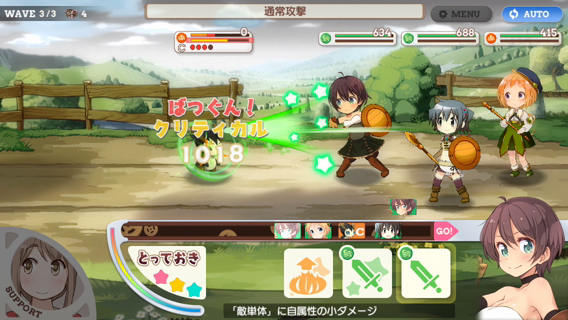 WAVE 3/3 4
通常攻撃
MENU
AUTO
0
C
634
688
415
ばつぐん!
クリティカル
1018
C
GO!
とっておき
SUPPORT
「敵単体」に自属性の小ダメージ